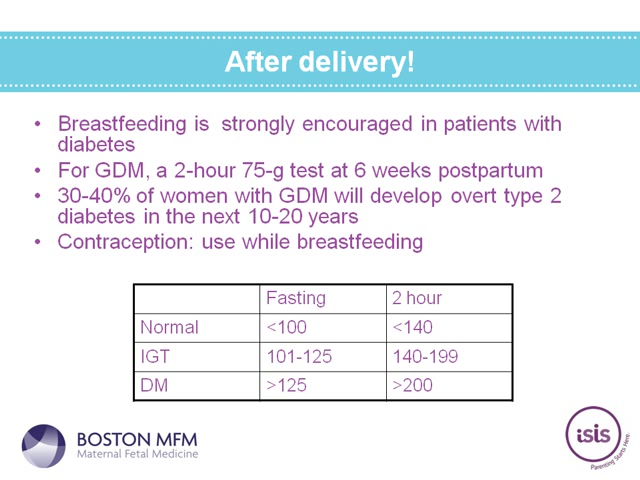 After delivery!
• Breastfeeding is strongly encouraged in patients with
diabetes
• For GDM, a 2-hour 75-g test at 6 weeks postpartum
• 30-40% of women with GDM will develop overt type 2
diabetes in the next 10-20 years
• Contraception: use while breastfeeding
Fasting 2 hour
Normal <100 <140
IGT 101-125 140-199
DM >125 >200
BOSTON MFM
Maternal Fetal Medicine
isis
Parenting Starts Here.